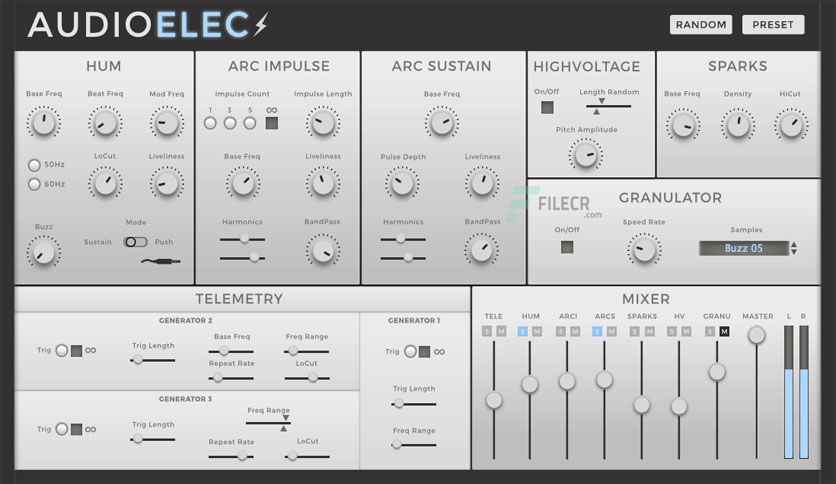 AUDIOELEC
RANDOM PRESET
HUM
Base Freq Beat Freq Mod Freq
50Hz
60Hz
LoCut Liveliness
Buzz
Mode
Sustain Push
ARC IMPULSE
Impulse Count Impulse Length
1 3 5 ∞
Base Freq Liveliness
Harmonics BandPass
ARC SUSTAIN
Base Freq
Pulse Depth Liveliness
Harmonics BandPass
HIGHVOLTAGE
On/Off Length Random
Pitch Amplitude
SPARKS
Base Freq Density HiCut
GRANULATOR
On/Off Speed Rate Samples
Buzz 05
FILECR
.com
TELEMETRY
GENERATOR 2
Trig ∞ Trig Length Base Freq Freq Range
Repeat Rate LoCut
GENERATOR 3
Trig ∞ Trig Length Freq Range
Repeat Rate LoCut
GENERATOR 1
Trig ∞
Trig Length
Freq Range
MIXER
TELE HUM ARCI ARCS SPARKS HV GRANU MASTER L R
S M S M S M S M S M S M S M